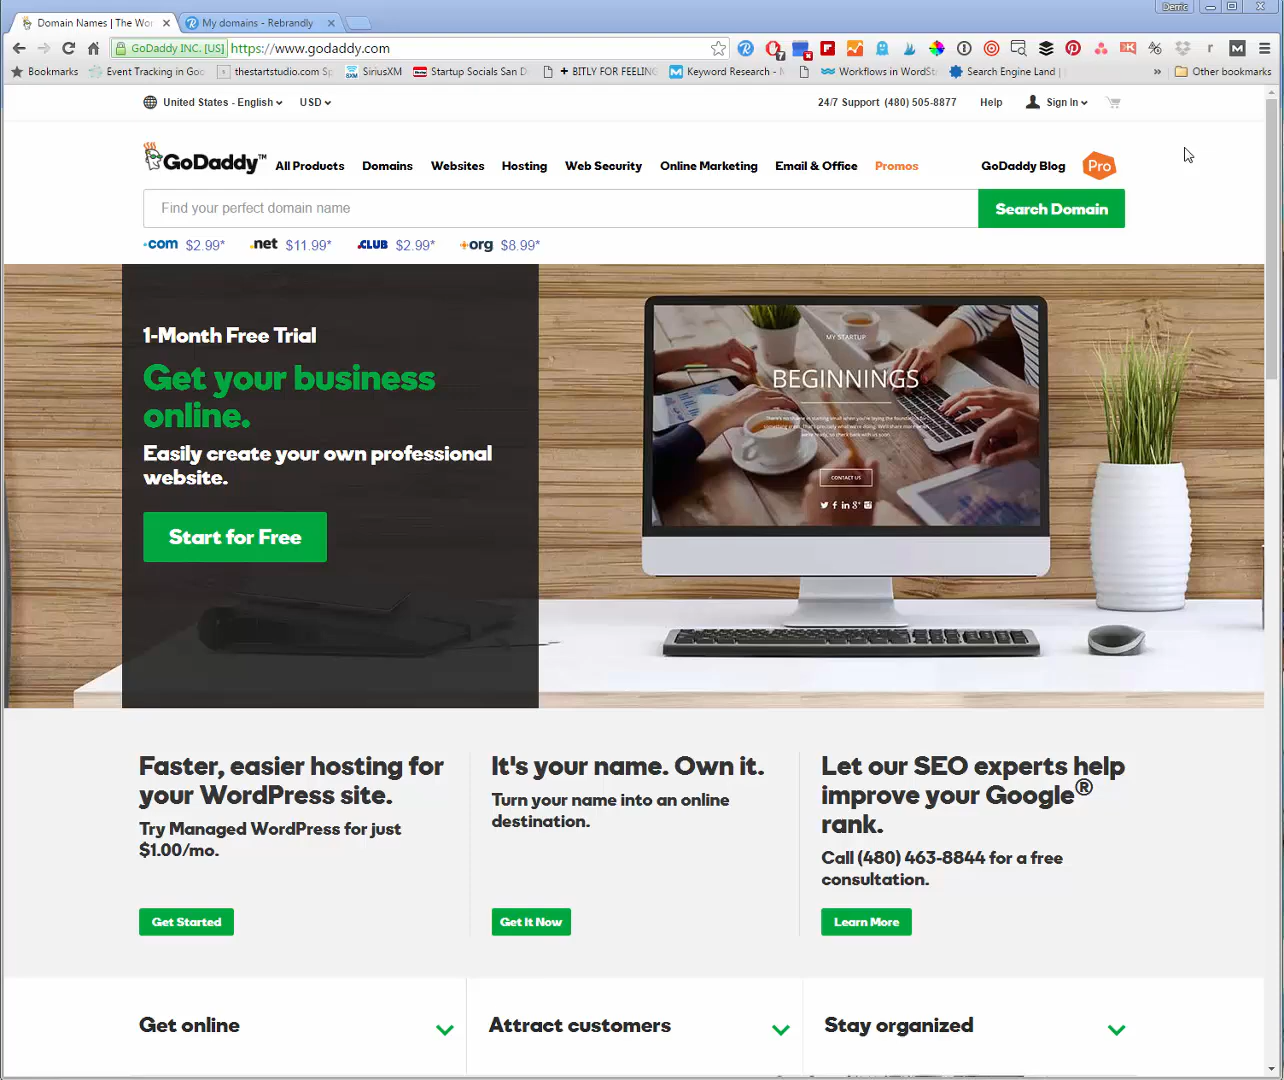 Derric
Domain Names | The Wor
My domains - Rebrandly
GoDaddy INC. [US]
https://www.godaddy.com
Bookmarks
Event Tracking in Goo
thestartstudio.com Sp
SiriusXM
Startup Socials San D
+ BITLY FOR FEELING
Keyword Research - M
Workflows in WordSt
Search Engine Land |
»
Other bookmarks
United States - English
USD
24/7 Support (480) 505-8877
Help
Sign In
GoDaddy™
All Products
Domains
Websites
Hosting
Web Security
Online Marketing
Email & Office
Promos
GoDaddy Blog
Pro
Find your perfect domain name
Search Domain
.com $2.99*
.net $11.99*
.CLUB $2.99*
.org $8.99*
1-Month Free Trial
Get your business
online.
Easily create your own professional
website.
Start for Free
MY STARTUP
BEGINNINGS
CONTACT US
Faster, easier hosting for
your WordPress site.
Try Managed WordPress for just
$1.00/mo.
Get Started
It's your name. Own it.
Turn your name into an online
destination.
Get It Now
Let our SEO experts help
improve your Google®
rank.
Call (480) 463-8844 for a free
consultation.
Learn More
Get online
Attract customers
Stay organized